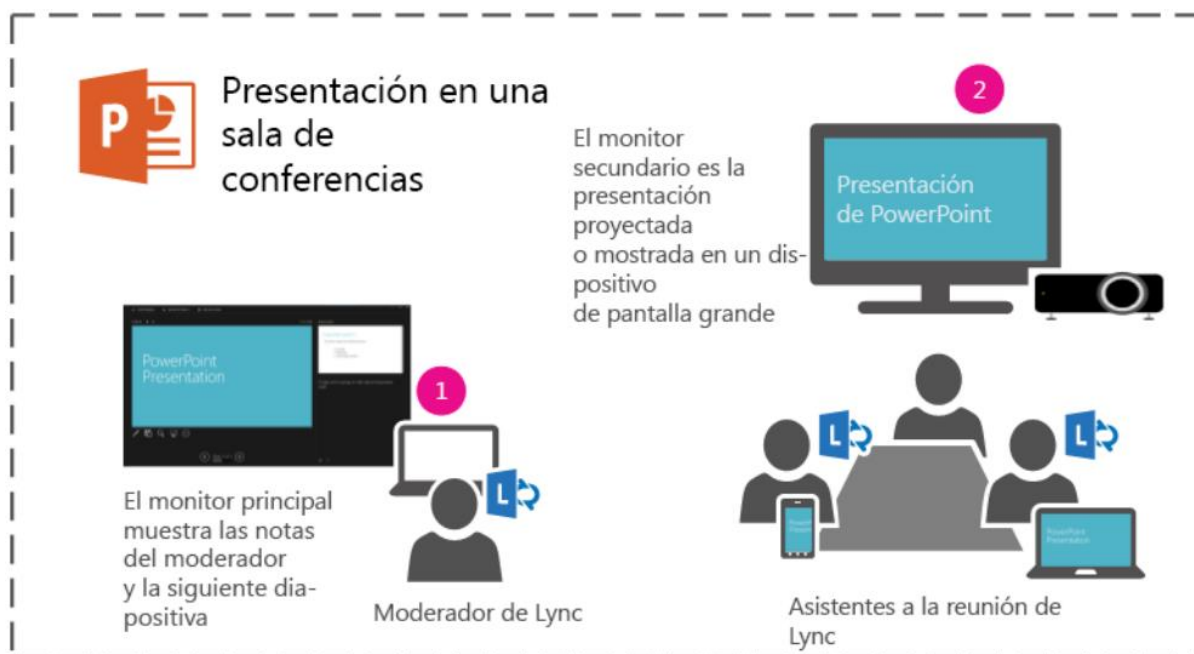 P
Presentación en una
sala de
conferencias
2
El monitor
secundario es la
presentación
proyectada
o mostrada en un dis-
positivo
de pantalla grande
Presentación
de PowerPoint
PowerPoint
Presentation
1
L
El monitor principal
muestra las notas
del moderador
y la siguiente dia-
positiva
Moderador de Lync
L
L
PowerPoint
Presentation
Asistentes a la reunión de
Lync